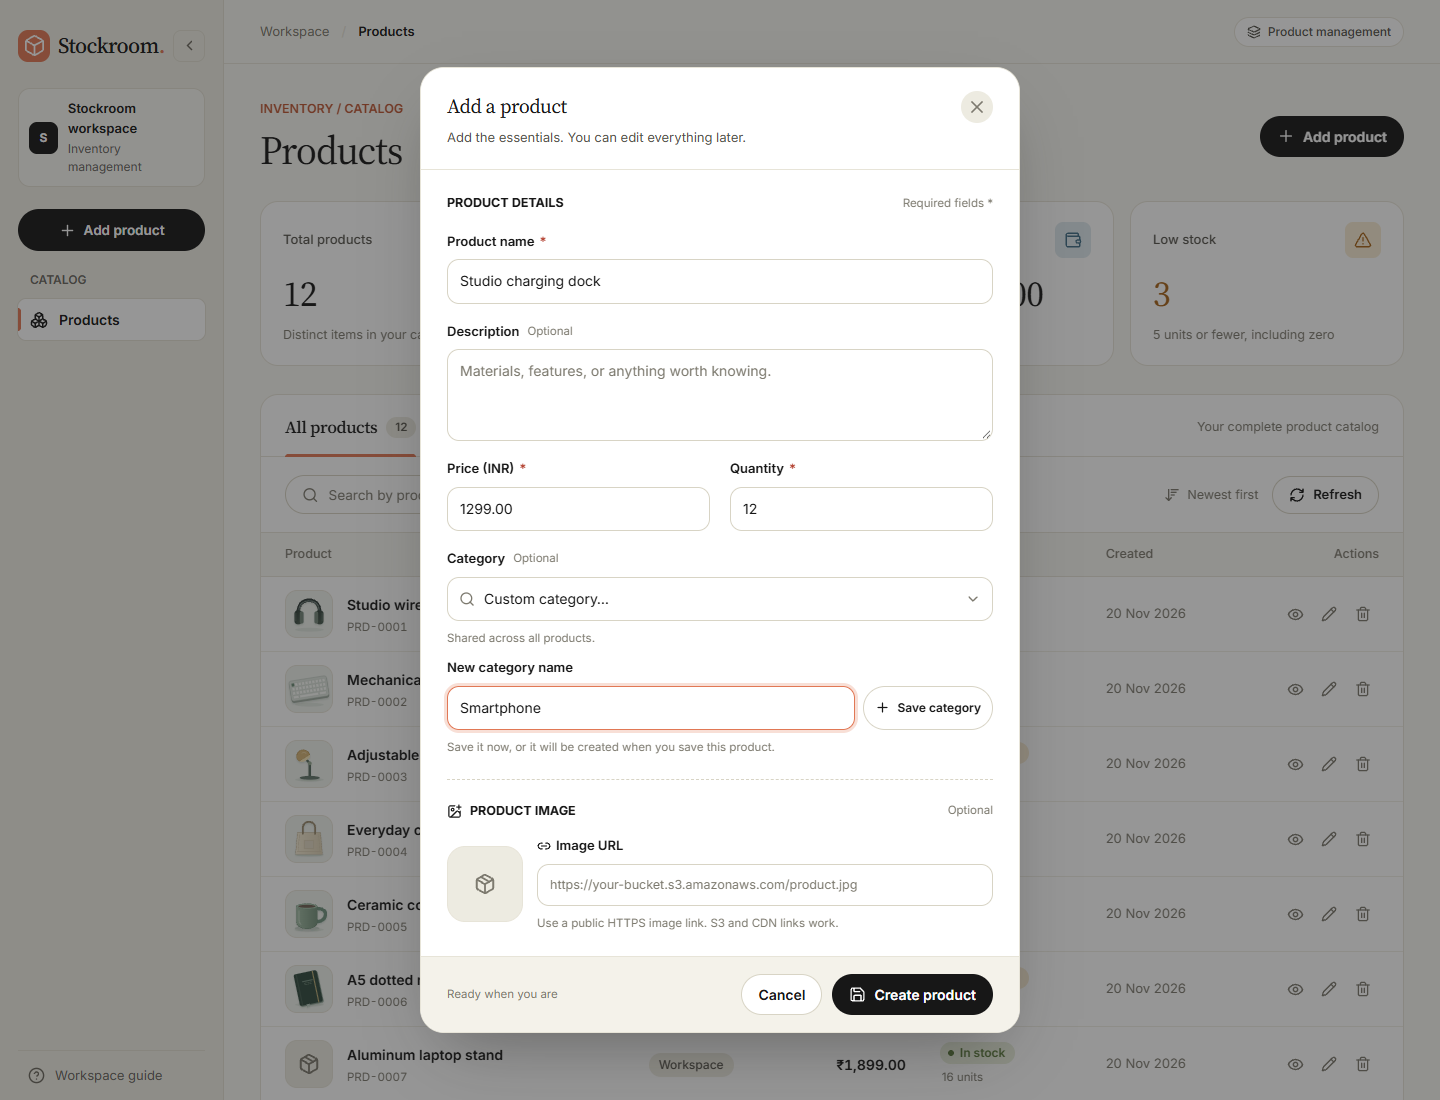 Stockroom.
Workspace / Products
Product management
S
Stockroom
workspace
Inventory
management
Add product
CATALOG
Products
Workspace guide
INVENTORY / CATALOG
Products
Add product
Total products
12
Distinct items in your
00
Low stock
3
5 units or fewer, including zero
All products 12
Your complete product catalog
Search by
Newest first
Refresh
Product
Created
Actions
Studio
PRD-0001
20 Nov 2026
PRD-0002
20 Nov 2026
Adjustable
PRD-0003
20 Nov 2026
Everyday
PRD-0004
20 Nov 2026
Ceramic
PRD-0005
20 Nov 2026
A5 dotted
PRD-0006
20 Nov 2026
Aluminum laptop stand
PRD-0007
Workspace
₹1,899.00
In stock
16 units
20 Nov 2026
Add a product
Add the essentials. You can edit everything later.
PRODUCT DETAILS
Required fields *
Product name *
Studio charging dock
Description Optional
Materials, features, or anything worth knowing.
Price (INR) *
Quantity *
1299.00
12
Category Optional
Custom category...
Shared across all products.
New category name
Smartphone
Save category
Save it now, or it will be created when you save this product.
PRODUCT IMAGE
Optional
Image URL
https://your-bucket.s3.amazonaws.com/product.jpg
Use a public HTTPS image link. S3 and CDN links work.
Ready when you are
Cancel
Create product